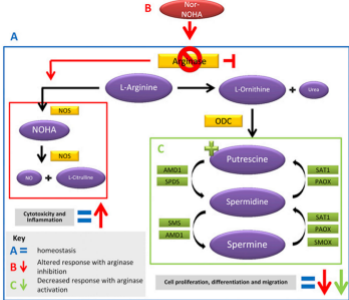 B
Nor-
NOHA
A
Arginase
L-Arginine
L-Ornithine
+
Urea
NOS
NOHA
ODC
NOS
NO
+
L-Citruline
C
Putrescine
AMD1
SPDS
SAT1
PAOX
Spermidine
SMS
AMD1
SAT1
PAOX
SMOX
Spermine
Cytotoxicity and
Inflammation
=
Key
A = homeostasis
B Altered response with arginase
inhibition
C Decreased response with arginase
activation
Cell proliferation, differentiation and migration
=